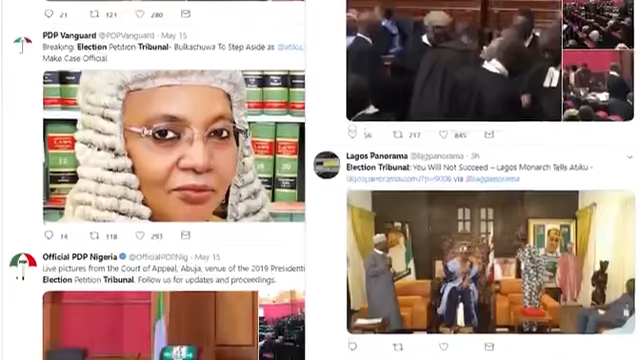 21 121 280
PDP Vanguard @PDPVanguard · May 15
Breaking: Election Petition Tribunal- Bulkachuwa To Step Aside as @atiku,
Make Case Official
14 118 293
Official PDP Nigeria @OfficialPDPNig · May 15
Live pictures from the Court of Appeal, Abuja, venue of the 2019 Presidenti
Election Petition Tribunal. Follow us for updates and proceedings.
56 217 845
Lagos Panorama @lagpanorama · 3h
Election Tribunal: You Will Not Succeed – Lagos Monarch Tells Atiku -
via @lagpanorama